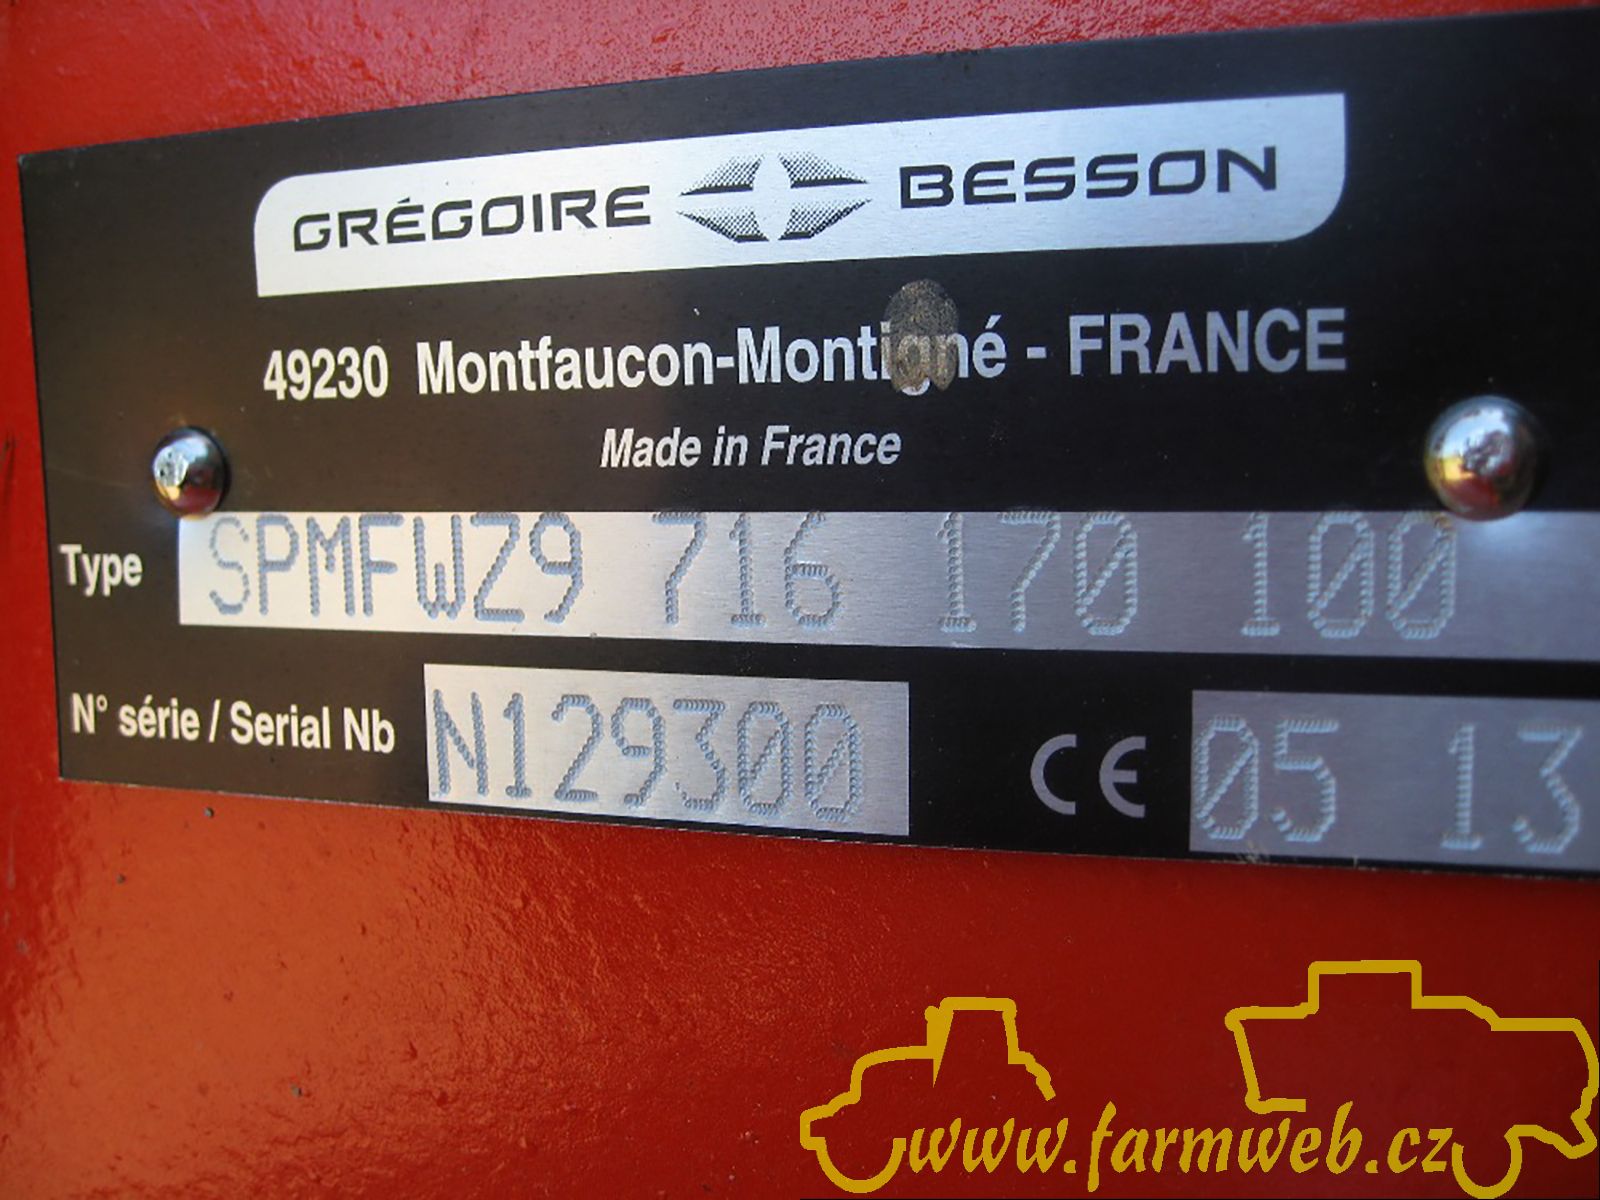 GRÉGOIRE BESSON
49230 Montfaucon-Montigné - FRANCE
Made in France
Type SPMFWZ9 716 170 100
N° série / Serial Nb N129300 CE 05 13
www.farmweb.cz